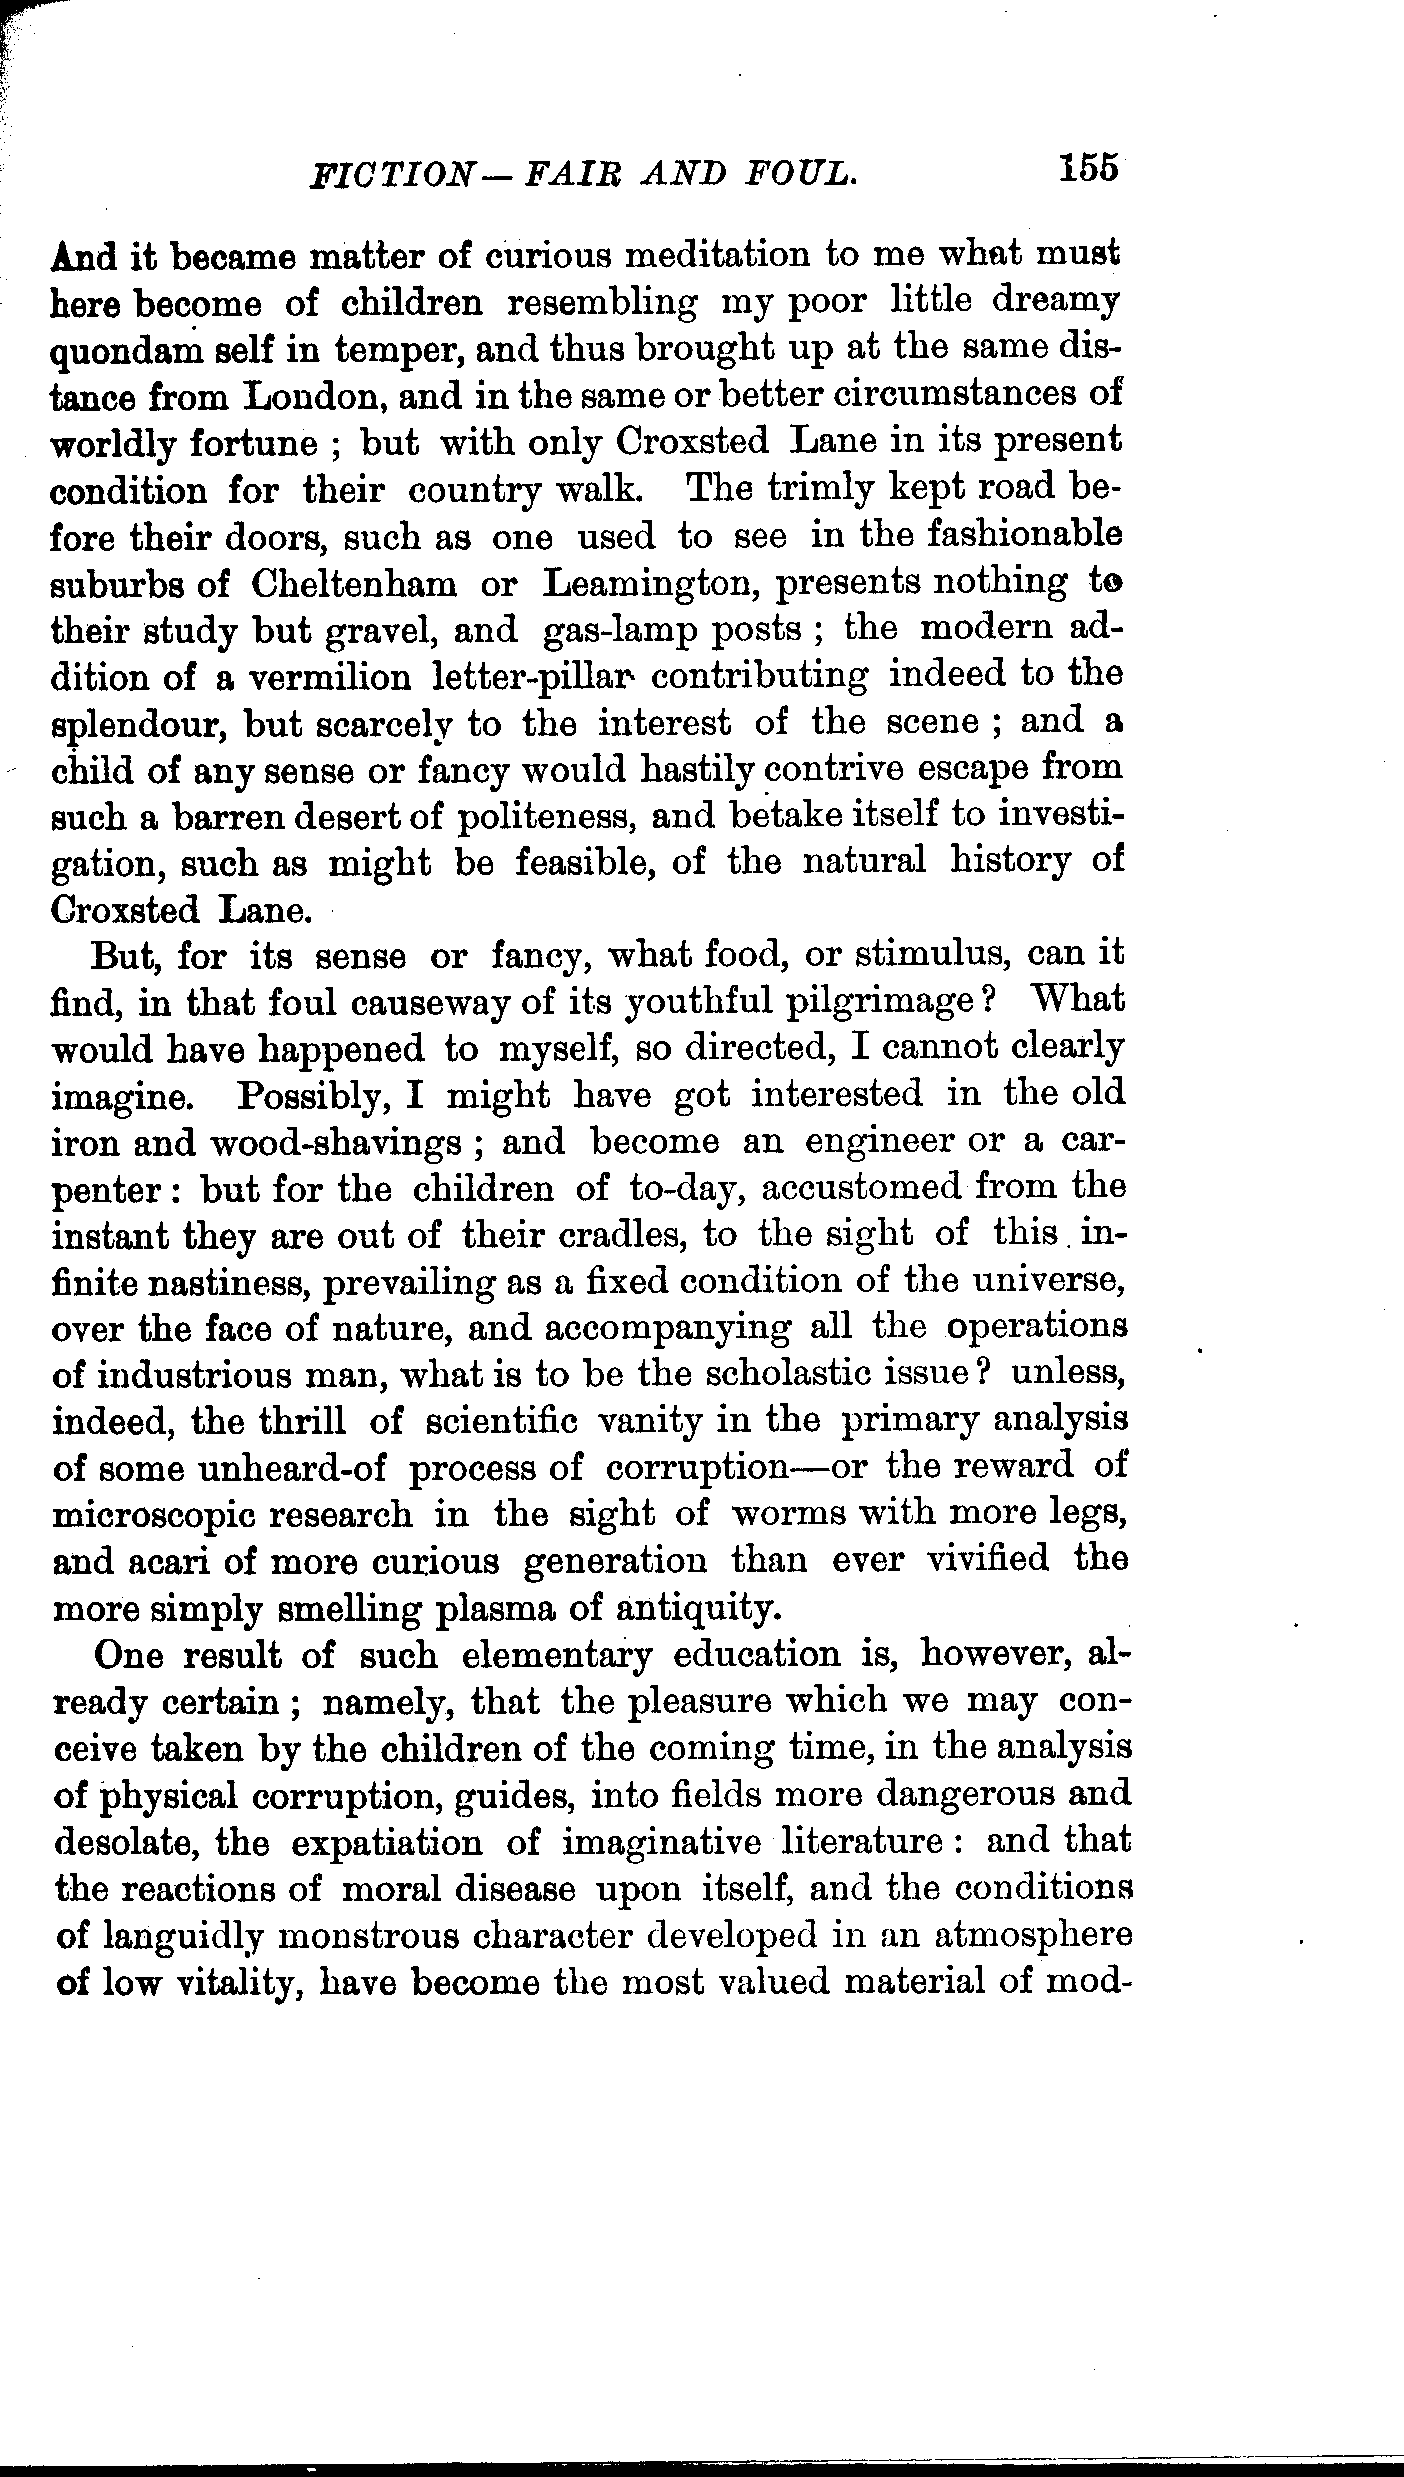 FICTION— FAIR AND FOUL. 155
And it became matter of curious meditation to me what must
here become of children resembling my poor little dreamy
quondam self in temper, and thus brought up at the same dis-
tance from London, and in the same or better circumstances of
worldly fortune ; but with only Croxsted Lane in its present
condition for their country walk. The trimly kept road be-
fore their doors, such as one used to see in the fashionable
suburbs of Cheltenham or Leamington, presents nothing to
their study but gravel, and gas-lamp posts ; the modern ad-
dition of a vermilion letter-pillar contributing indeed to the
splendour, but scarcely to the interest of the scene ; and a
child of any sense or fancy would hastily contrive escape from
such a barren desert of politeness, and betake itself to investi-
gation, such as might be feasible, of the natural history of
Croxsted Lane.
But, for its sense or fancy, what food, or stimulus, can it
find, in that foul causeway of its youthful pilgrimage ? What
would have happened to myself, so directed, I cannot clearly
imagine. Possibly, I might have got interested in the old
iron and wood-shavings ; and become an engineer or a car-
penter : but for the children of to-day, accustomed from the
instant they are out of their cradles, to the sight of this in-
finite nastiness, prevailing as a fixed condition of the universe,
over the face of nature, and accompanying all the operations
of industrious man, what is to be the scholastic issue ? unless,
indeed, the thrill of scientific vanity in the primary analysis
of some unheard-of process of corruption—or the reward of
microscopic research in the sight of worms with more legs,
and acari of more curious generation than ever vivified the
more simply smelling plasma of antiquity.
One result of such elementary education is, however, al-
ready certain ; namely, that the pleasure which we may con-
ceive taken by the children of the coming time, in the analysis
of physical corruption, guides, into fields more dangerous and
desolate, the expatiation of imaginative literature : and that
the reactions of moral disease upon itself, and the conditions
of languidly monstrous character developed in an atmosphere
of low vitality, have become the most valued material of mod-